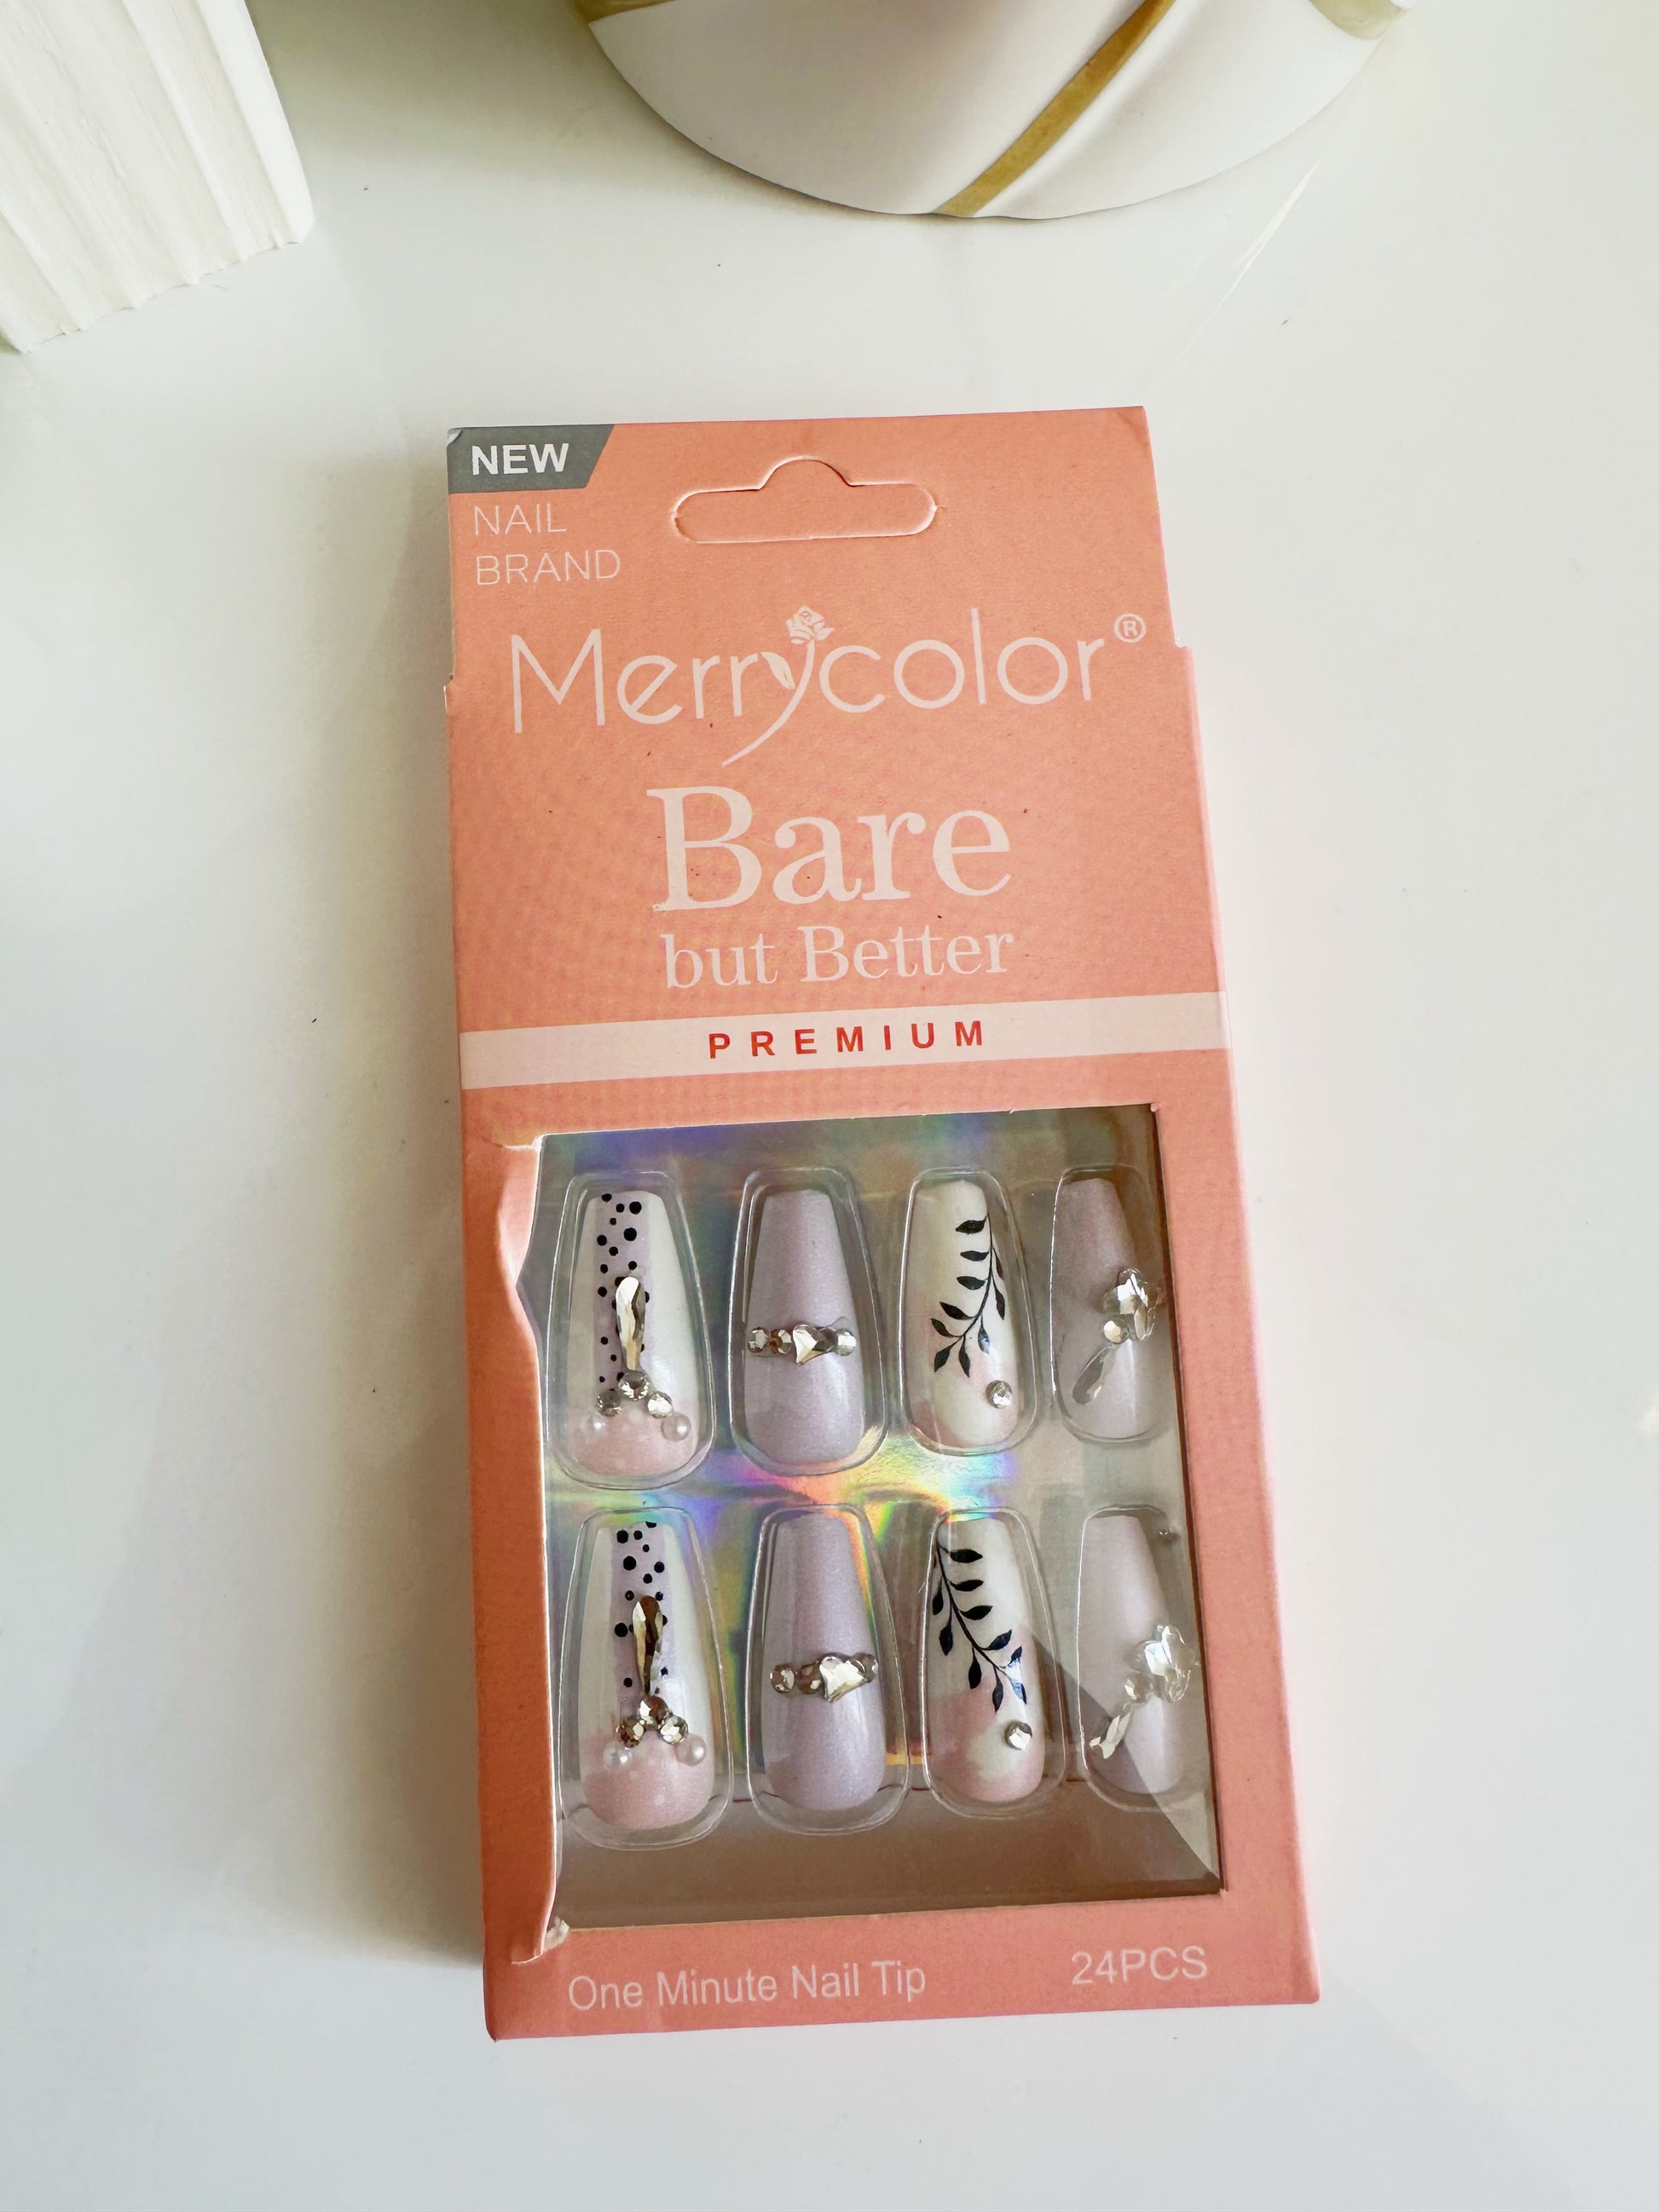 NEW
NAIL
BRAND
Merrycolor®
Bare
but Better
PREMIUM
One Minute Nail Tip
24PCS